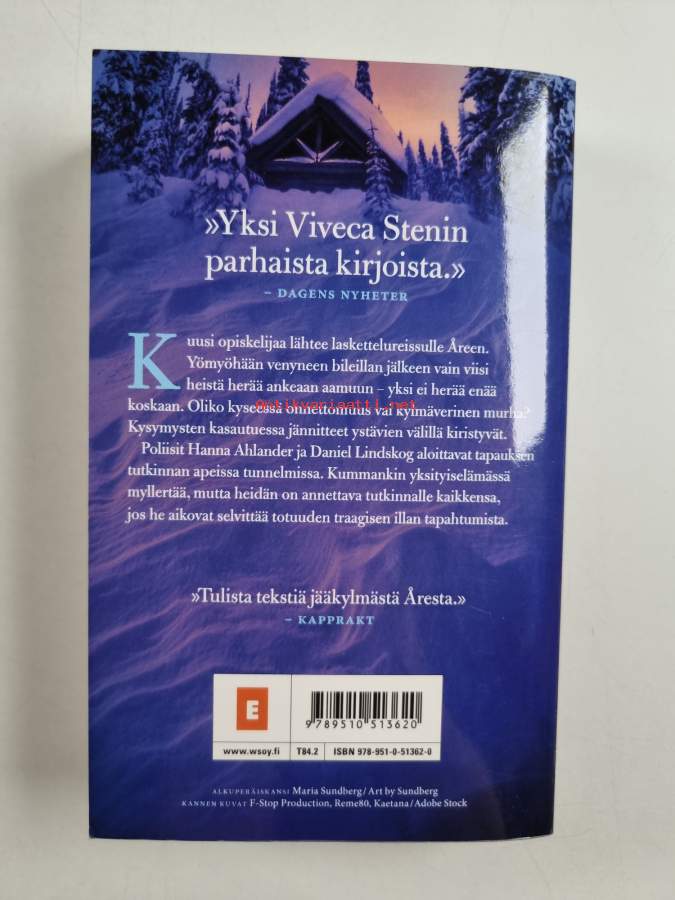 »Yksi Viveca Stenin
parhaista kirjoista.»
– DAGENS NYHETER
Kuusi opiskelijaa lähtee laskettelureissulle Åreen.
Yömyöhään venyneen bileillan jälkeen vain viisi
heistä herää ankeaan aamuun – yksi ei herää enää
koskaan. Oliko kyseessä onnettomuus vai kylmäverinen murha?
Antikvariaatti.net
Kysymysten kasautuessa jännitteet ystävien välillä kiristyvät.
Poliisit Hanna Ahlander ja Daniel Lindskog aloittavat tapauksen
tutkinnan apeissa tunnelmissa. Kummankin yksityiselämässä
myllertää, mutta heidän on annettava tutkinnalle kaikkensa,
jos he aikovat selvittää totuuden traagisen illan tapahtumista.
»Tulista tekstiä jääkylmästä Åresta.»
– KAPPRAKT
E
9789510513620
www.wsoy.fi T84.2 ISBN 978-951-0-51362-0
ALKUPERÄISKANSI Maria Sundberg / Art by Sundberg
KANNEN KUVAT F-Stop Production, Reme80, Kaetana / Adobe Stock